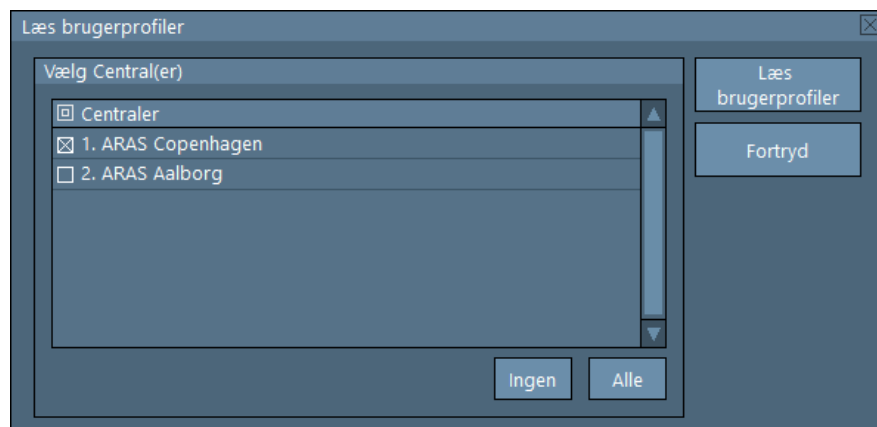 Læs brugerprofiler
Vælg Central(er)
Centraler
1. ARAS Copenhagen
2. ARAS Aalborg
Ingen
Alle
Læs
brugerprofiler
Fortryd